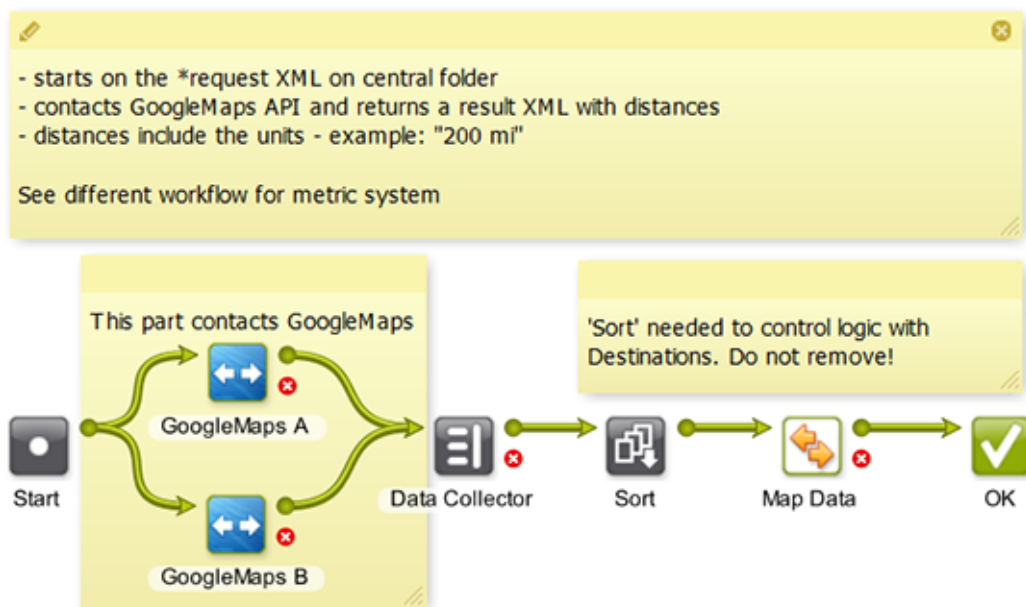 - starts on the *request XML on central folder
- contacts GoogleMaps API and returns a result XML with distances
- distances include the units - example: "200 mi"
See different workflow for metric system
This part contacts GoogleMaps
'Sort' needed to control logic with
Destinations. Do not remove!
GoogleMaps A
Start
Data Collector
Sort
Map Data
OK
GoogleMaps B